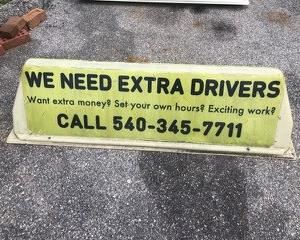 WE NEED EXTRA DRIVERS
Want extra money? Set your own hours? Exciting work?
CALL 540-345-7711